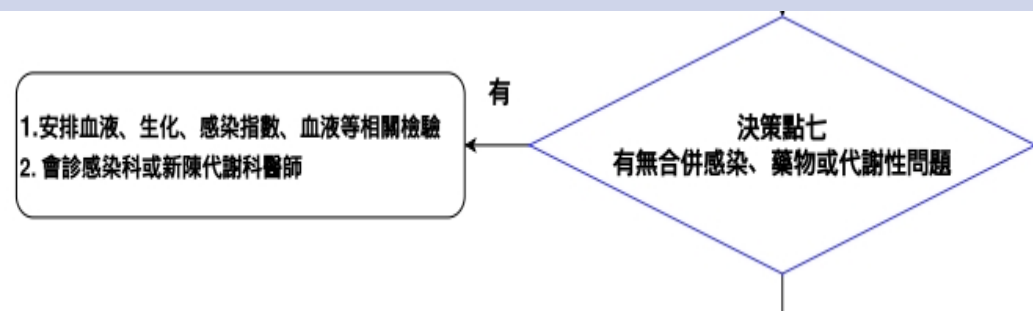 有
1.安排血液、生化、感染指數、血液等相關檢驗
2. 會診感染科或新陳代謝科醫師
決策點七
有無合併感染、藥物或代謝性問題